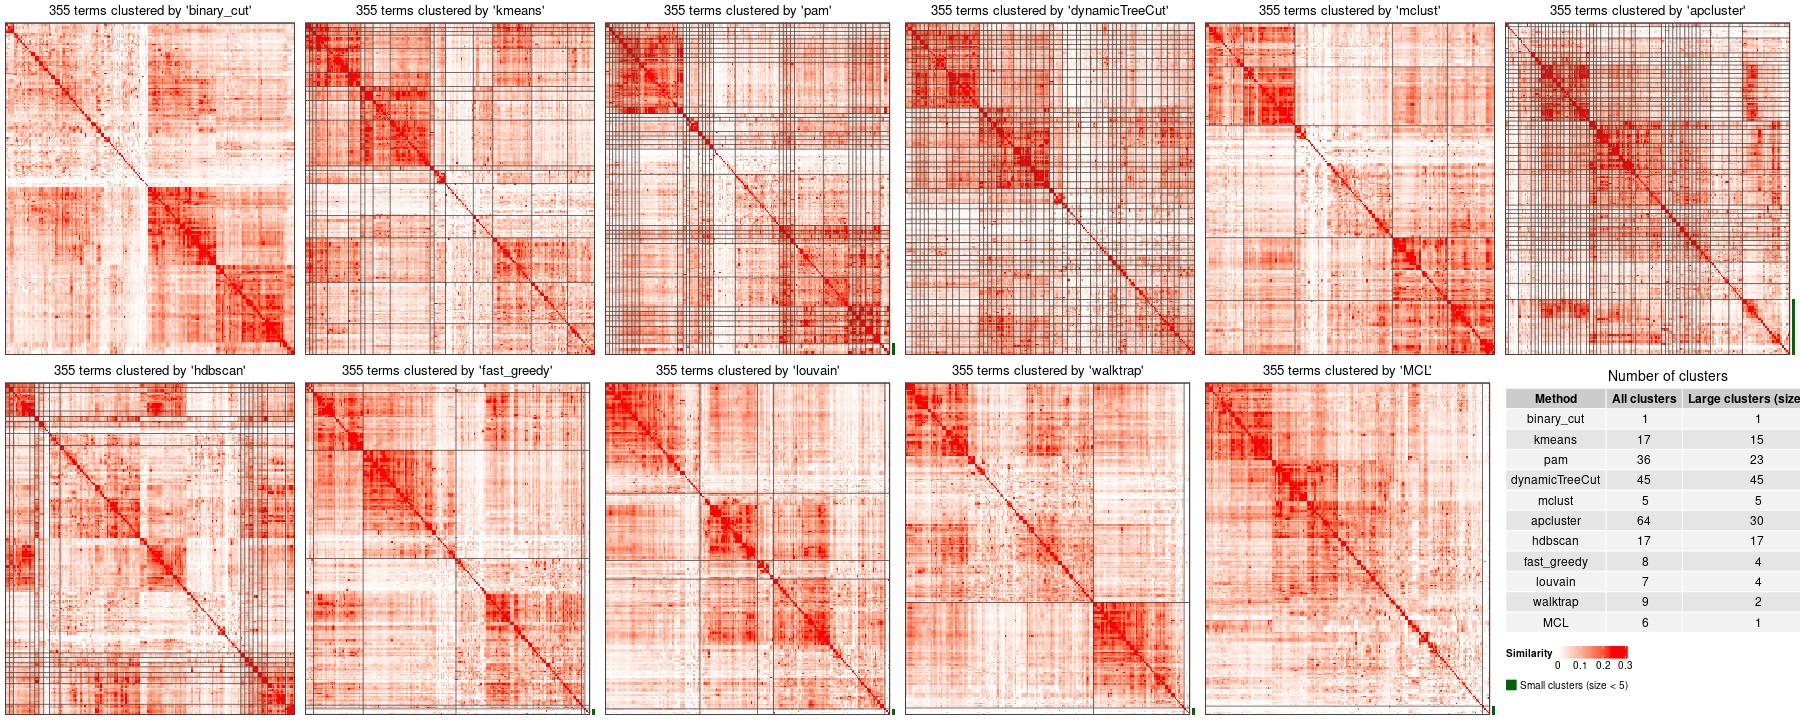 355 terms clustered by 'binary_cut'
355 terms clustered by 'kmeans'
355 terms clustered by 'pam'
355 terms clustered by 'dynamicTreeCut'
355 terms clustered by 'mclust'
355 terms clustered by 'apcluster'
355 terms clustered by 'hdbscan'
355 terms clustered by 'fast_greedy'
355 terms clustered by 'louvain'
355 terms clustered by 'walktrap'
355 terms clustered by 'MCL'
Number of clusters
Method All clusters Large clusters (size
binary_cut 1 1
kmeans 17 15
pam 36 23
dynamicTreeCut 45 45
mclust 5 5
apcluster 64 30
hdbscan 17 17
fast_greedy 8 4
louvain 7 4
walktrap 9 2
MCL 6 1
Similarity
0 0.1 0.2 0.3
Small clusters (size < 5)